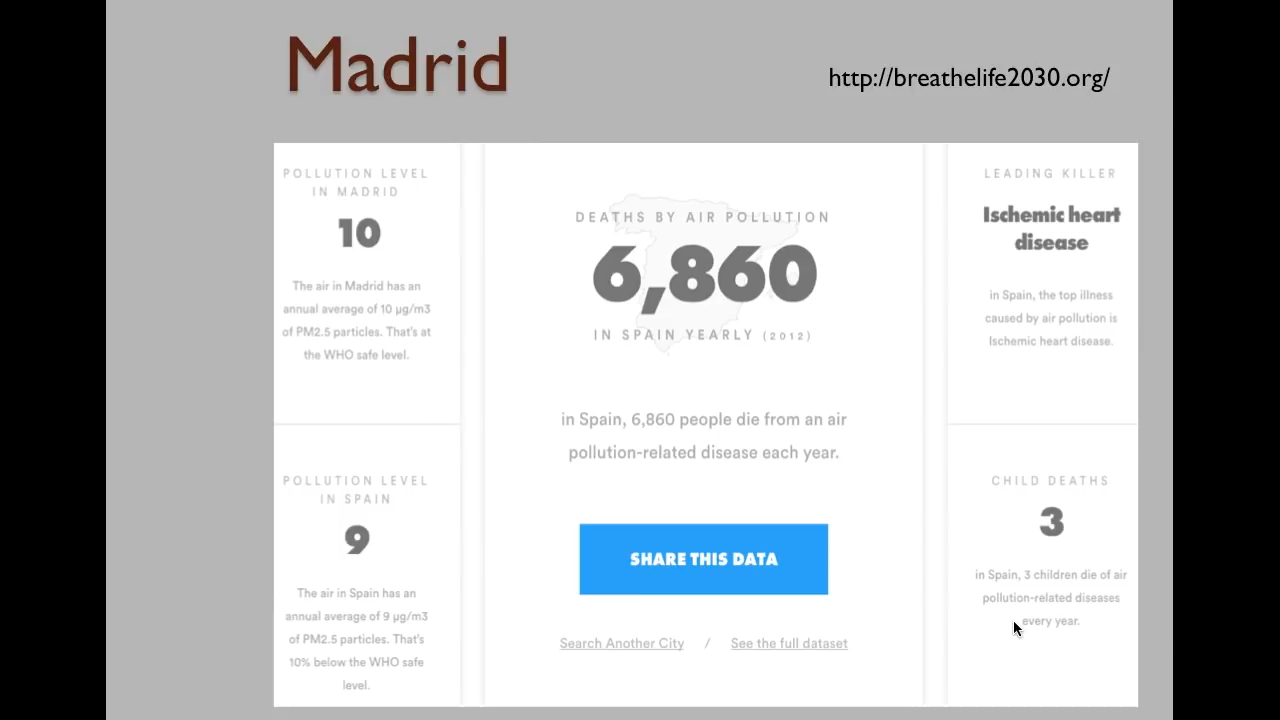 Madrid
http://breathelife2030.org/
POLLUTION LEVEL
IN MADRID
10
The air in Madrid has an
annual average of 10 µg/m3
of PM2.5 particles. That's at
the WHO safe level.
POLLUTION LEVEL
IN SPAIN
9
The air in Spain has an
annual average of 9 µg/m3
of PM2.5 particles. That's
10% below the WHO safe
level.
DEATHS BY AIR POLLUTION
6,860
IN SPAIN YEARLY (2012)
in Spain, 6,860 people die from an air
pollution-related disease each year.
SHARE THIS DATA
Search Another City / See the full dataset
LEADING KILLER
Ischemic heart
disease
in Spain, the top illness
caused by air pollution is
Ischemic heart disease.
CHILD DEATHS
3
in Spain, 3 children die of air
pollution-related diseases
every year.